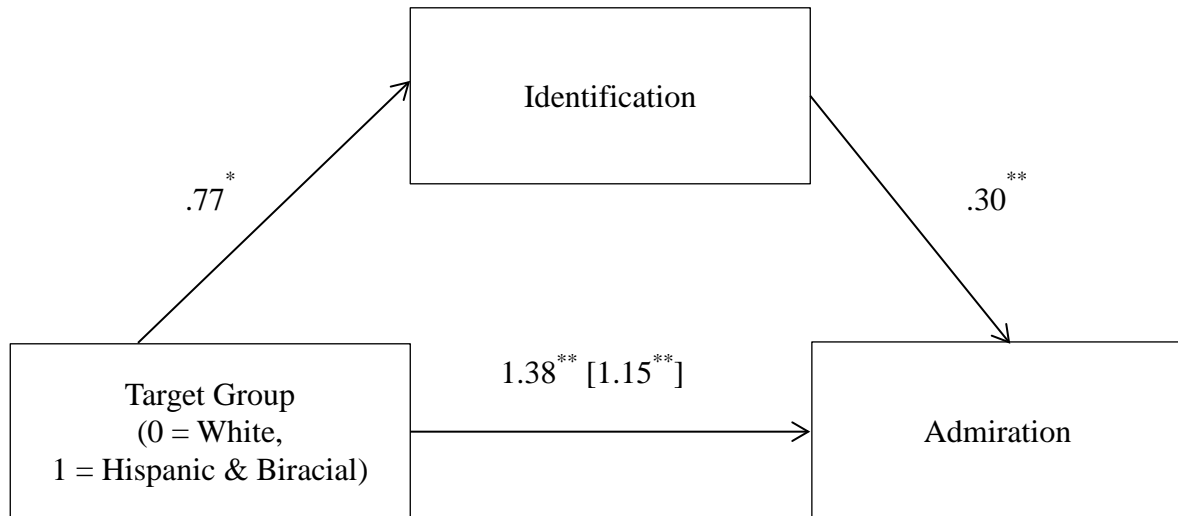 Identification
.77*
.30**
1.38** [1.15**]
Target Group
(0 = White,
1 = Hispanic & Biracial)
Admiration